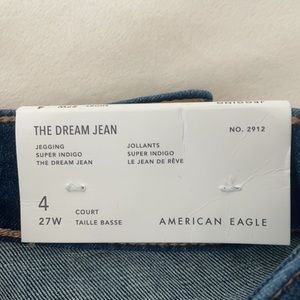 THE DREAM JEAN
NO. 2912
JEGGING
SUPER INDIGO
THE DREAM JEAN
JOLLANTS
SUPER INDIGO
LE JEAN DE RÊVE
4
27W
COURT
TAILLE BASSE
AMERICAN EAGLE